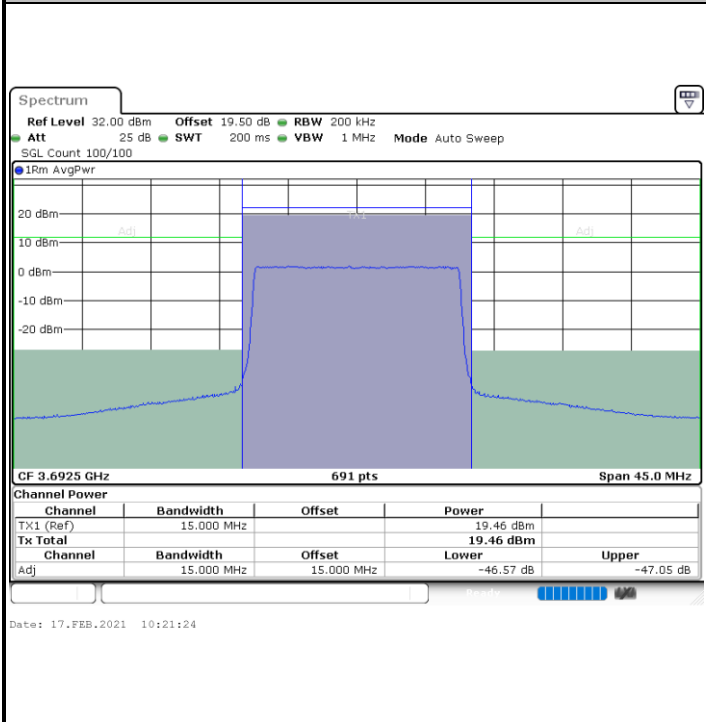 Spectrum
Ref Level 32.00 dBm Offset 19.50 dB RBW 200 kHz
Att 25 dB SWT 200 ms VBW 1 MHz Mode Auto Sweep
SGL Count 100/100
1Rm AvgPwr
20 dBm
Tx1
Adj Adj
10 dBm
0 dBm
-10 dBm
-20 dBm
CF 3.6925 GHz 691 pts Span 45.0 MHz
Channel Power
Channel Bandwidth Offset Power
TX1 (Ref) 15.000 MHz 19.46 dBm
Tx Total 19.46 dBm
Channel Bandwidth Offset Lower Upper
Adj 15.000 MHz 15.000 MHz -46.57 dB -47.05 dB
Ready
Date: 17.FEB.2021 10:21:24